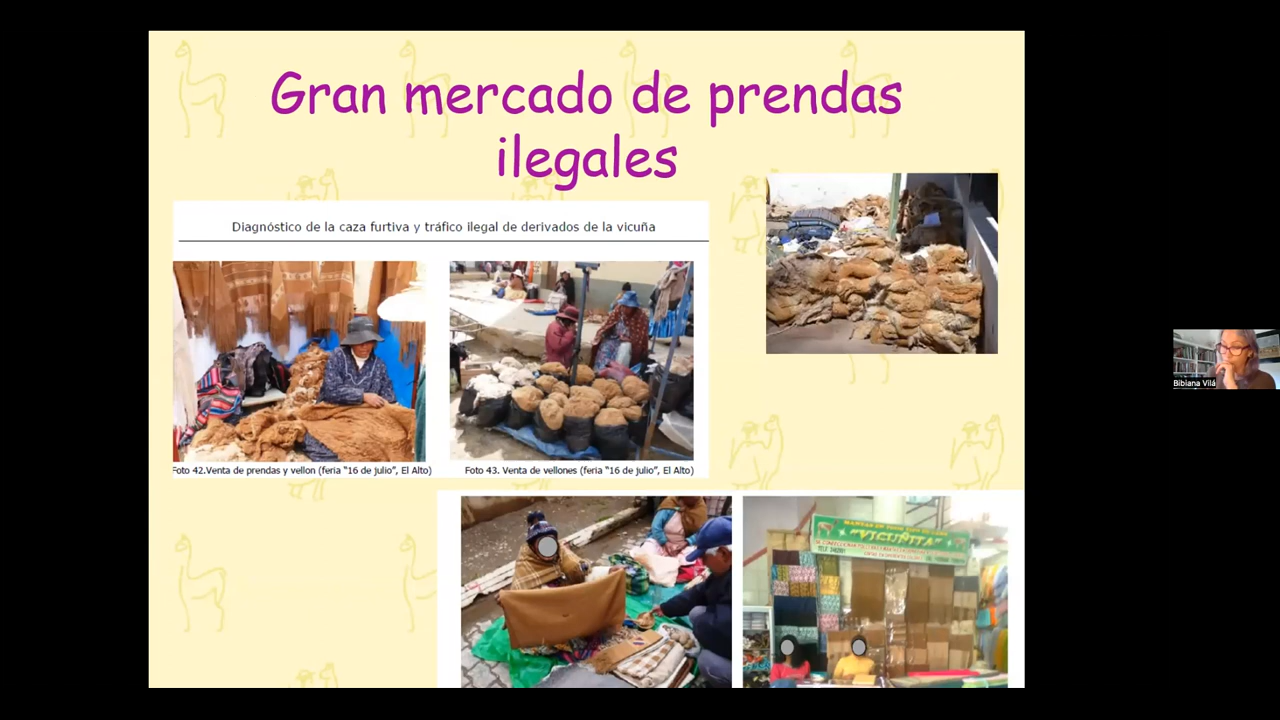 Gran mercado de prendas
ilegales
Diagnóstico de la caza furtiva y tráfico ilegal de derivados de la vicuña
Foto 42.Venta de prendas y vellon (feria "16 de julio", El Alto)
Foto 43. Venta de vellones (feria "16 de julio", El Alto)
"VICUÑITA"
Bibiana Vilá